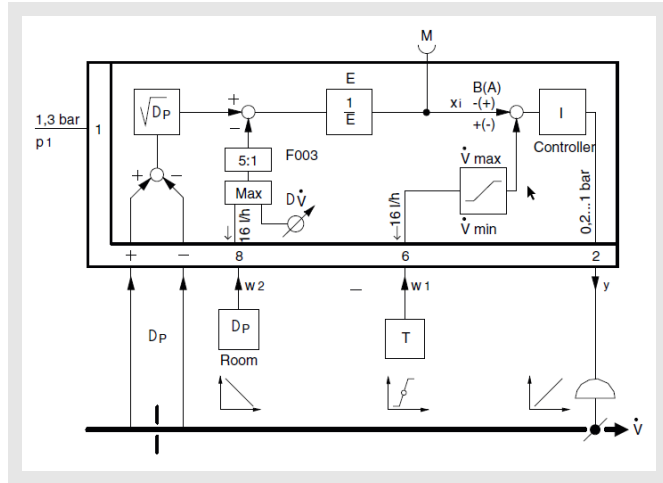 M
E
B(A)
√DP
+
−
1
E
xi
-(+)
+(-)
I
Controller
1,3 bar
p1
1
5:1
F003
+
−
Max
DV̇
V̇ max
V̇ min
16 l/h
16 l/h
0,2...1 bar
+
−
8
6
2
w2
−
w1
y
DP
DP
T
Room
V̇